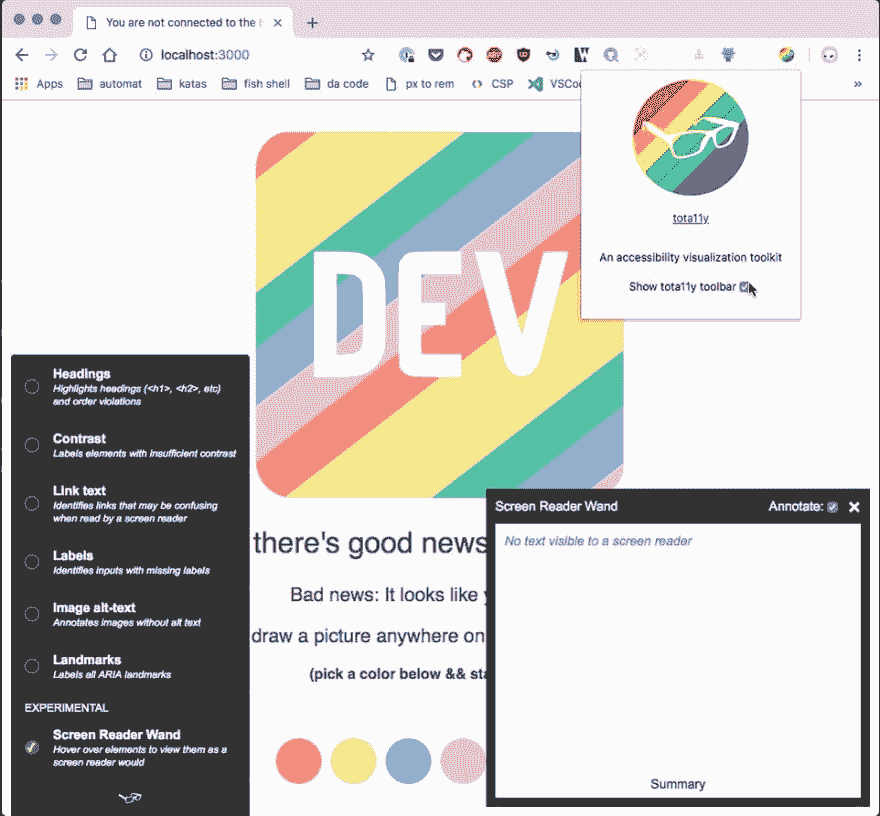 You are not connected to the
localhost:3000
Apps automat katas fish shell da code px to rem CSP
DEV
tota11y
An accessibility visualization toolkit
Show tota11y toolbar
Headings
Highlights headings (<h1>, <h2>, etc)
and order violations
Contrast
Labels elements with insufficient contrast
Link text
Identifies links that may be confusing
when read by a screen reader
Labels
Identifies inputs with missing labels
Image alt-text
Annotates images without alt text
Landmarks
Labels all ARIA landmarks
EXPERIMENTAL
Screen Reader Wand
Hover over elements to view them as a
screen reader would
there's good news
Bad news: It looks like
draw a picture anywhere on
(pick a color below && sta
Screen Reader Wand Annotate:
No text visible to a screen reader
Summary